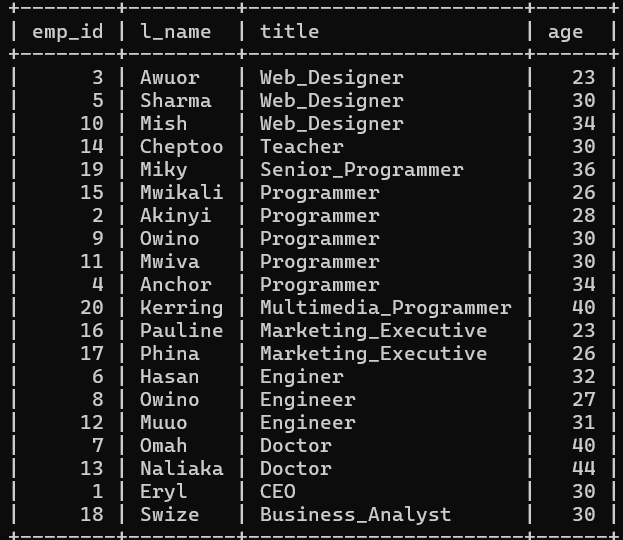 +--------+---------+----------------------+------+
| emp_id | l_name  | title                | age  |
+--------+---------+----------------------+------+
|      3 | Awuor   | Web_Designer         |   23 |
|      5 | Sharma  | Web_Designer         |   30 |
|     10 | Mish    | Web_Designer         |   34 |
|     14 | Cheptoo | Teacher              |   30 |
|     19 | Miky    | Senior_Programmer    |   36 |
|     15 | Mwikali | Programmer           |   26 |
|      2 | Akinyi  | Programmer           |   28 |
|      9 | Owino   | Programmer           |   30 |
|     11 | Mwiva   | Programmer           |   30 |
|      4 | Anchor  | Programmer           |   34 |
|     20 | Kerring | Multimedia_Programmer |   40 |
|     16 | Pauline | Marketing_Executive  |   23 |
|     17 | Phina   | Marketing_Executive  |   26 |
|      6 | Hasan   | Enginer              |   32 |
|      8 | Owino   | Engineer             |   27 |
|     12 | Muuo    | Engineer             |   31 |
|      7 | Omah    | Doctor               |   40 |
|     13 | Naliaka | Doctor               |   44 |
|      1 | Eryl    | CEO                  |   30 |
|     18 | Swize   | Business_Analyst     |   30 |
+--------+---------+----------------------+------+